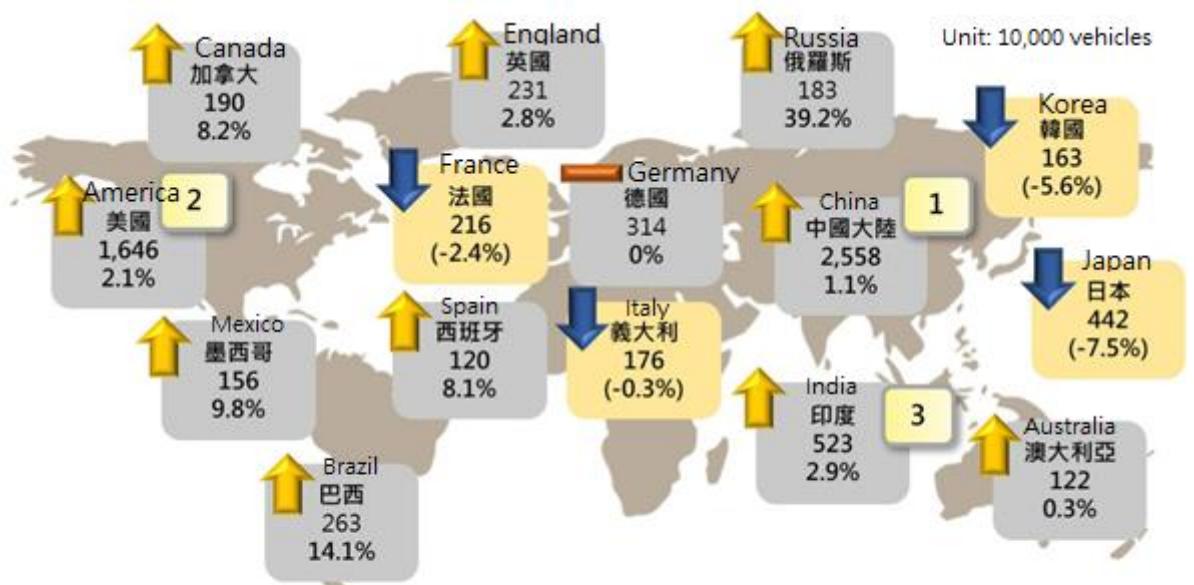 Canada
加拿大
190
8.2%
England
英國
231
2.8%
Russia
俄羅斯
183
39.2%
Unit: 10,000 vehicles
Korea
韓國
163
(-5.6%)
America
2
美國
1,646
2.1%
France
法國
216
(-2.4%)
Germany
德國
314
0%
China
1
中國大陸
2,558
1.1%
Japan
日本
442
(-7.5%)
Mexico
墨西哥
156
9.8%
Spain
西班牙
120
8.1%
Italy
義大利
176
(-0.3%)
India
3
印度
523
2.9%
Australia
澳大利亞
122
0.3%
Brazil
巴西
263
14.1%